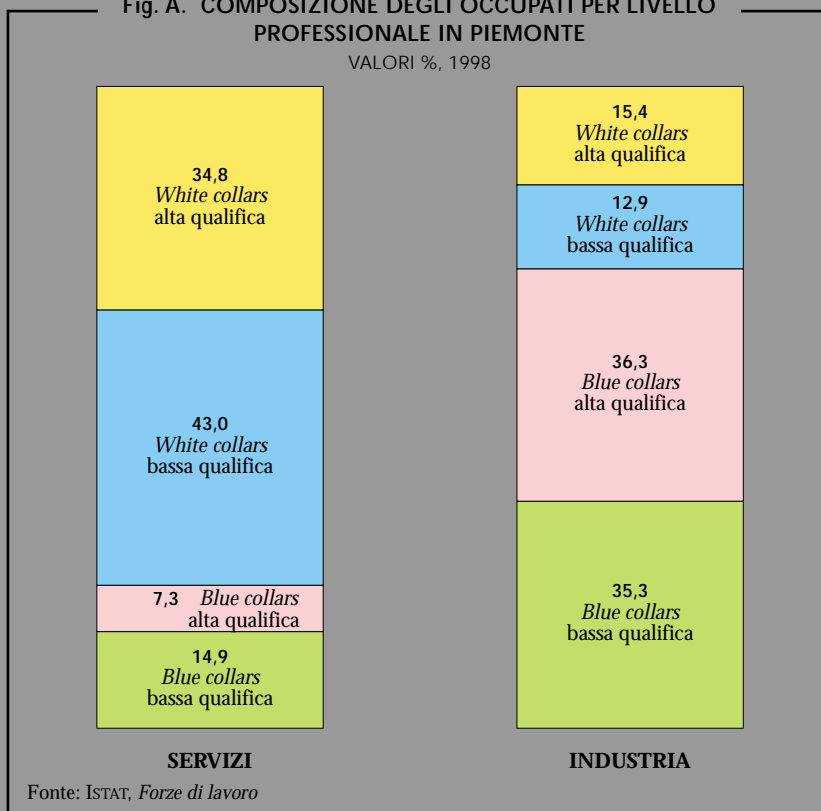 Fig. A. COMPOSIZIONE DEGLI OCCUPATI PER LIVELLO
PROFESSIONALE IN PIEMONTE
VALORI %, 1998
34,8
White collars
alta qualifica
43,0
White collars
bassa qualifica
7,3 Blue collars
alta qualifica
14,9
Blue collars
bassa qualifica
SERVIZI
15,4
White collars
alta qualifica
12,9
White collars
bassa qualifica
36,3
Blue collars
alta qualifica
35,3
Blue collars
bassa qualifica
INDUSTRIA
Fonte: ISTAT, Forze di lavoro